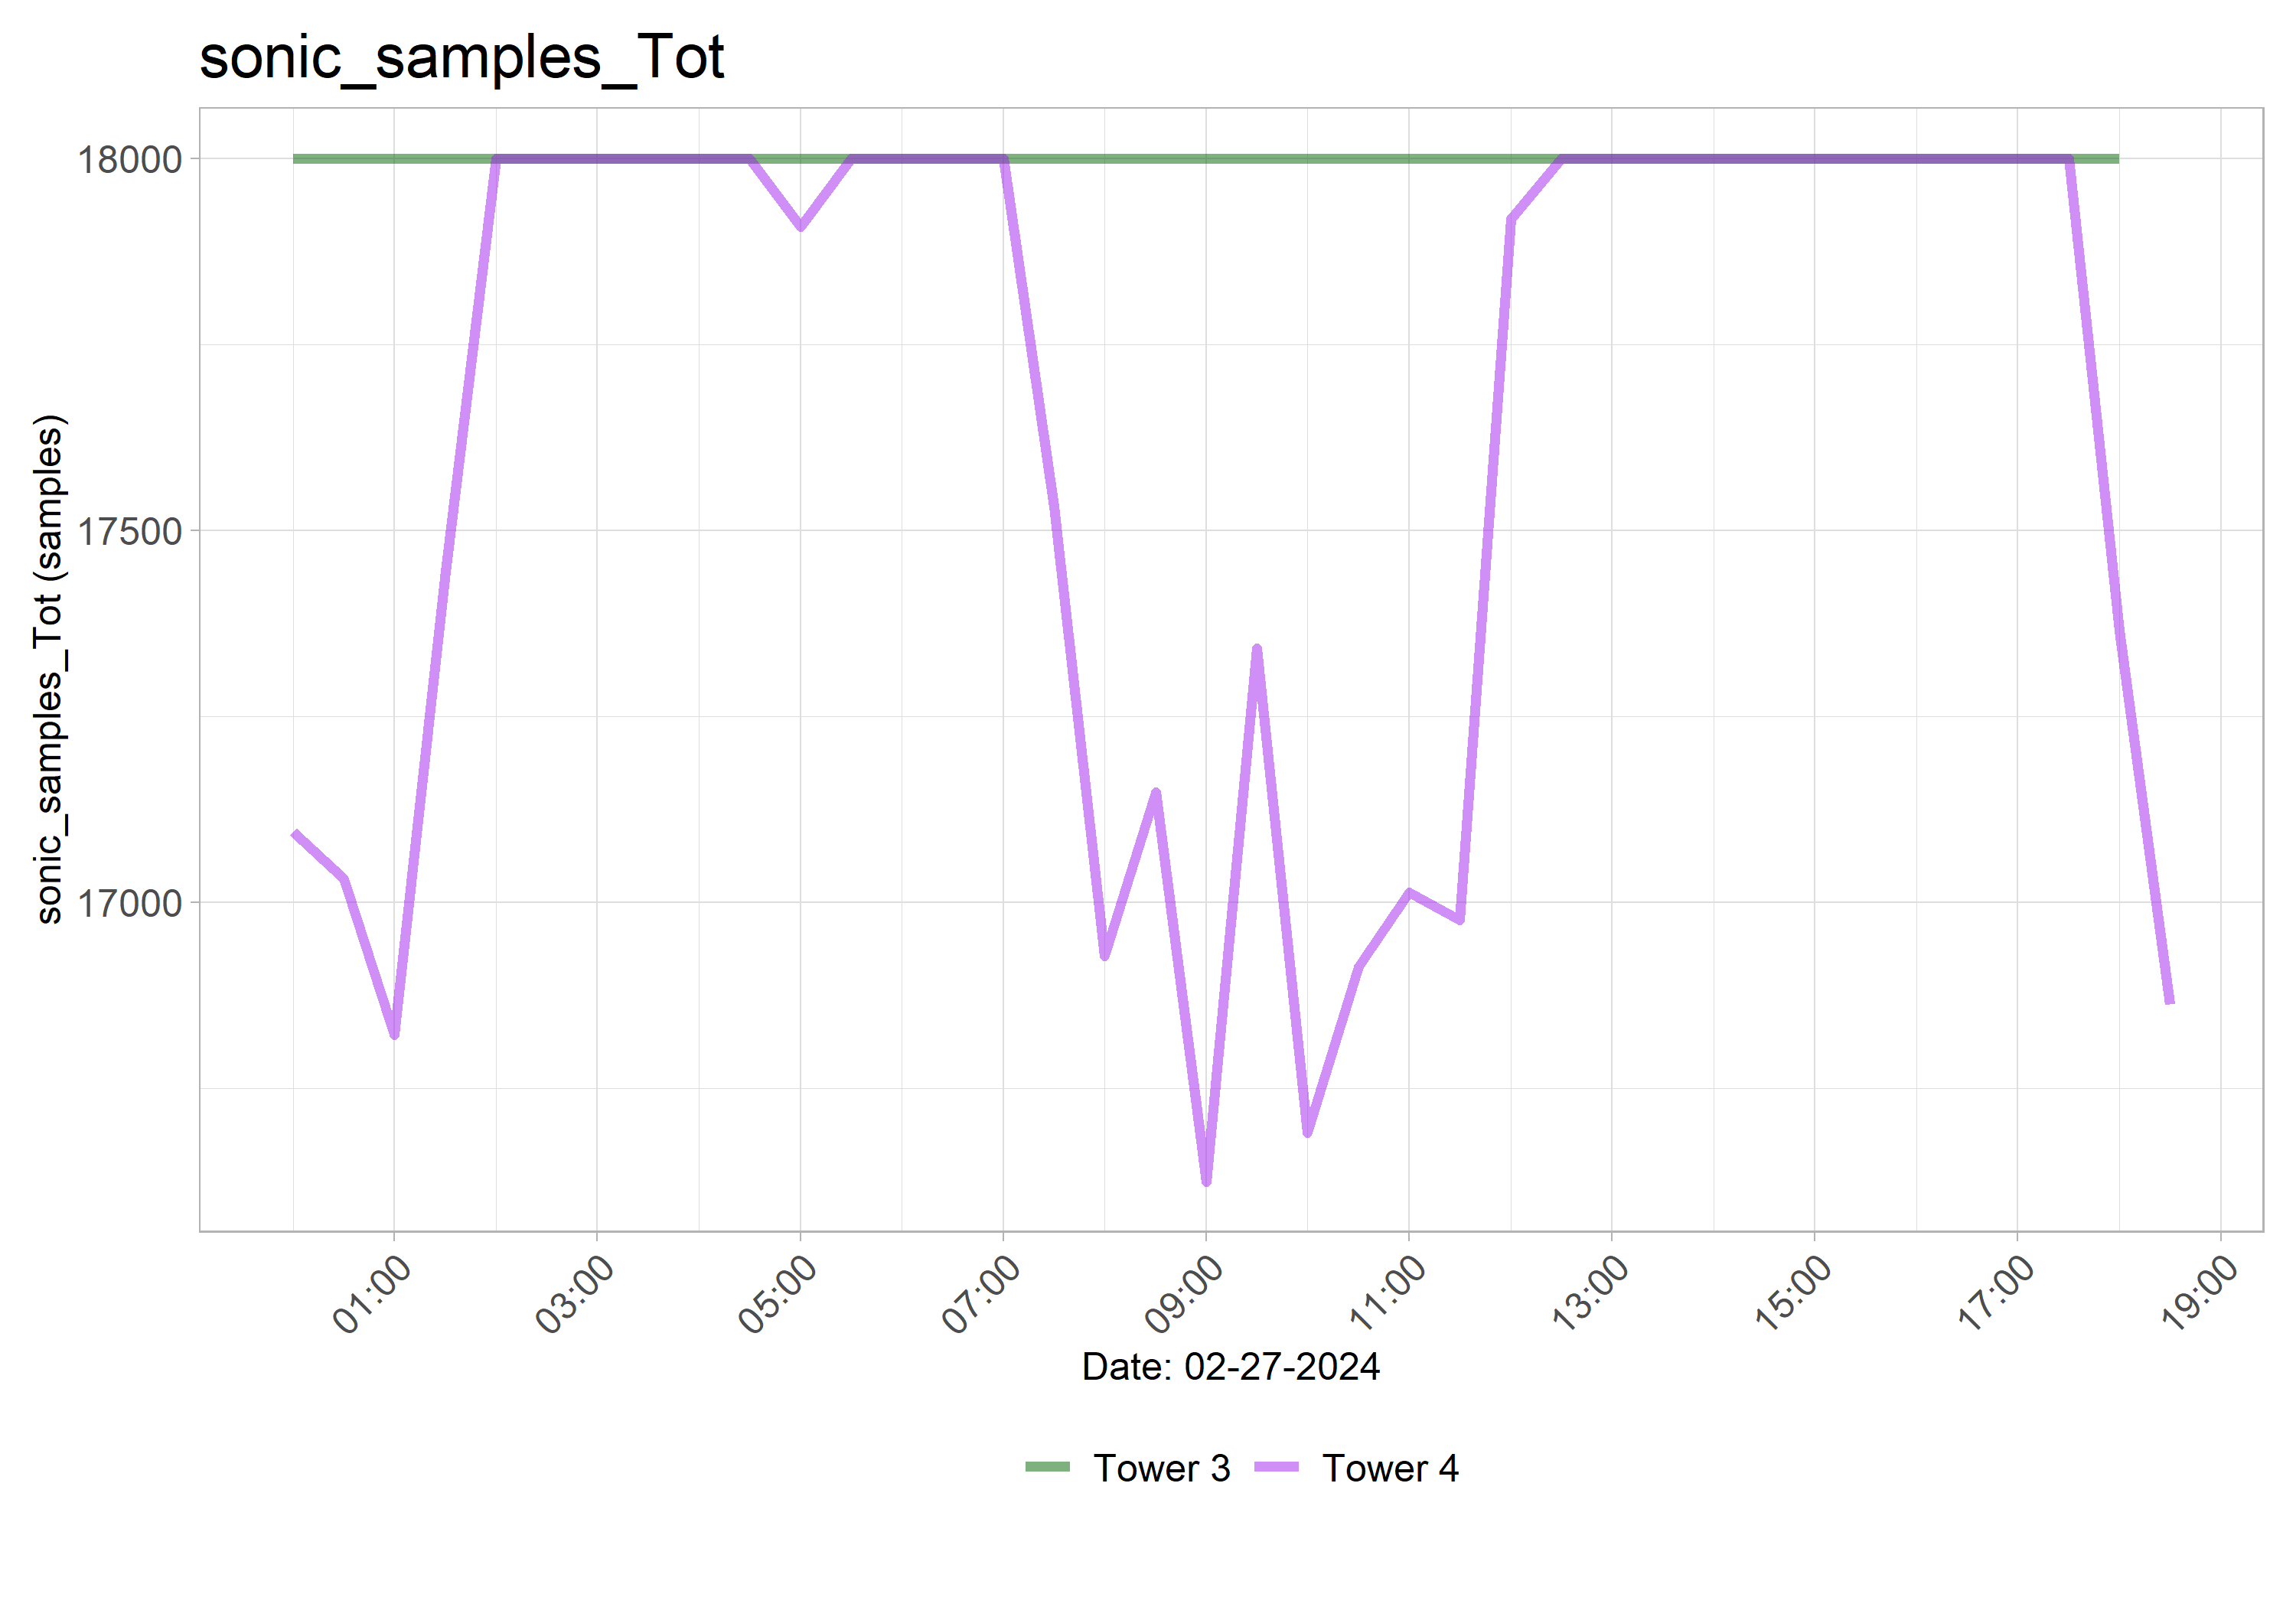 sonic_samples_Tot
sonic_samples_Tot (samples)
18000
17500
17000
01:00
03:00
05:00
07:00
09:00
11:00
13:00
15:00
17:00
19:00
Date: 02-27-2024
Tower 3
Tower 4